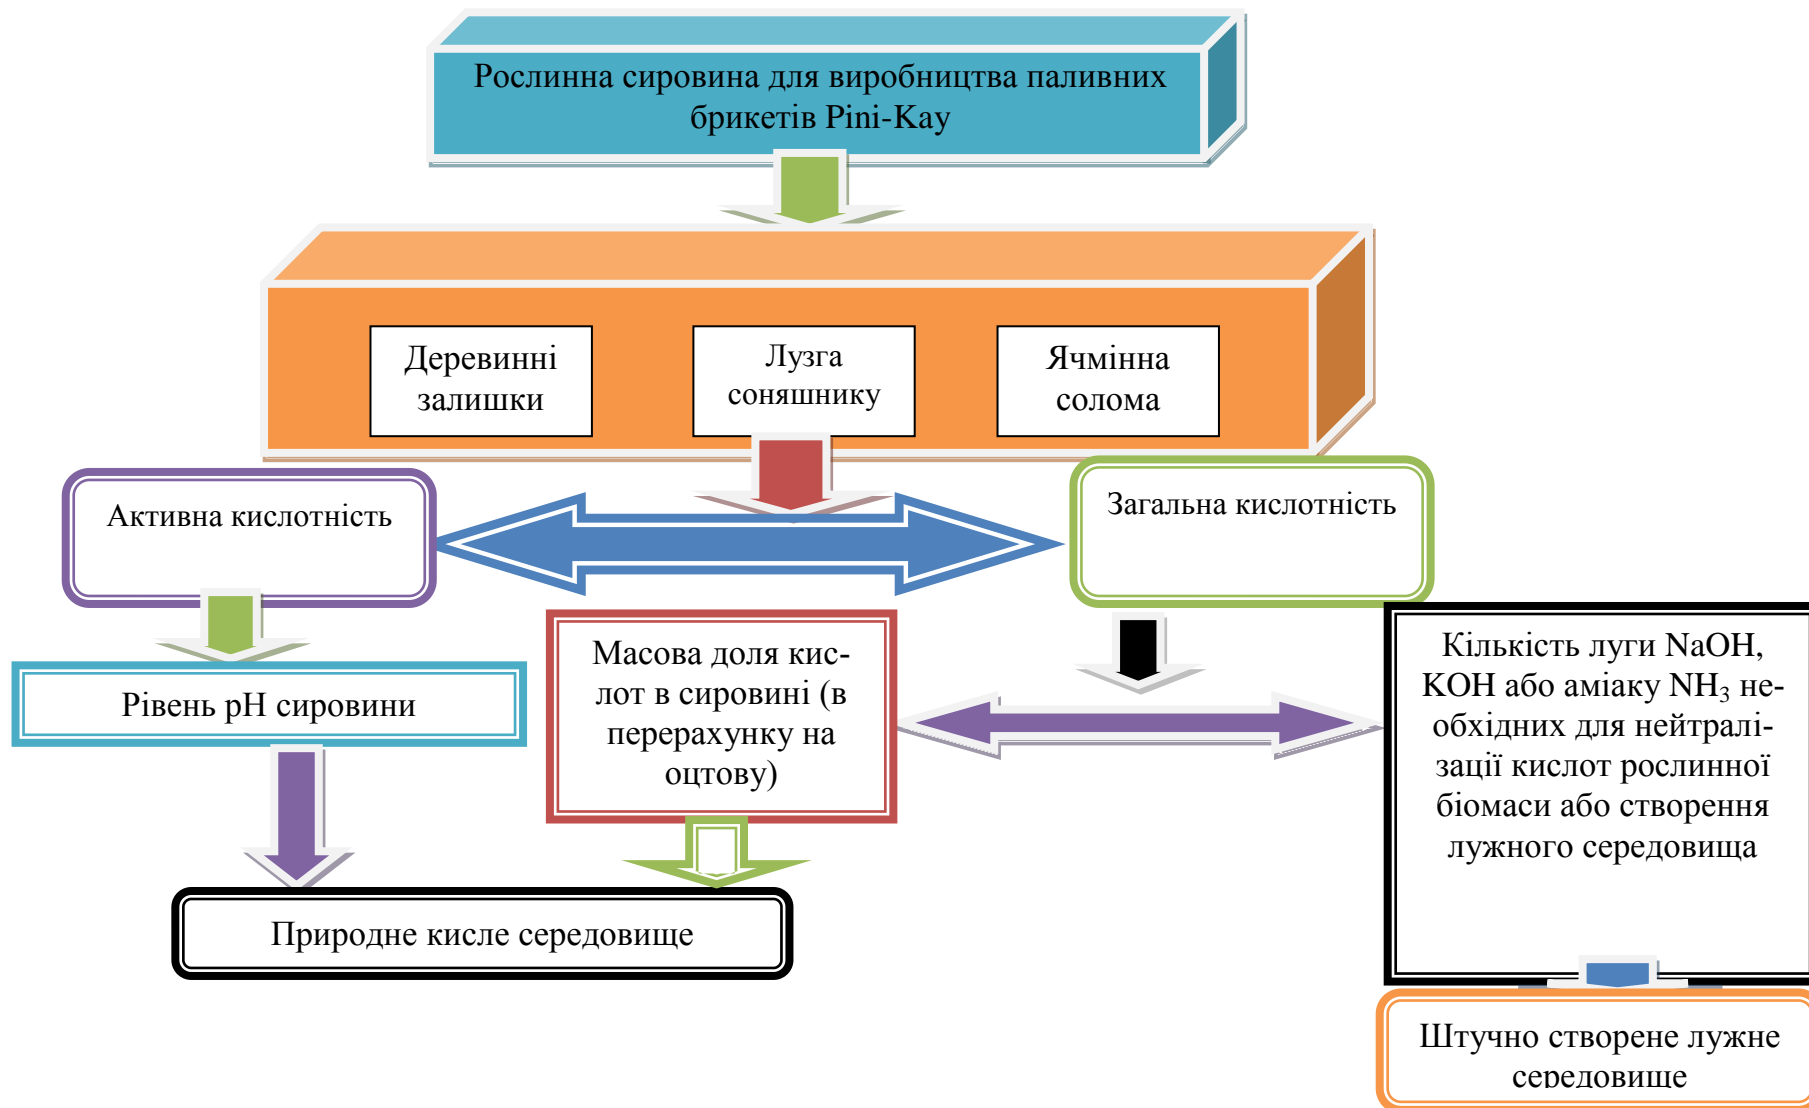 Рослинна сировина для виробництва паливних
брикетів Pini-Kay
Деревинні
залишки
Лузга
соняшнику
Ячмінна
солома
Активна кислотність
Загальна кислотність
Рівень рН сировини
Масова доля кис-
лот в сировині (в
перерахунку на
оцтову)
Кількість луги NaOH,
KOH або аміаку NH₃ не-
обхідних для нейтралі-
зації кислот рослинної
біомаси або створення
лужного середовища
Природне кисле середовище
Штучно створене лужне
середовище